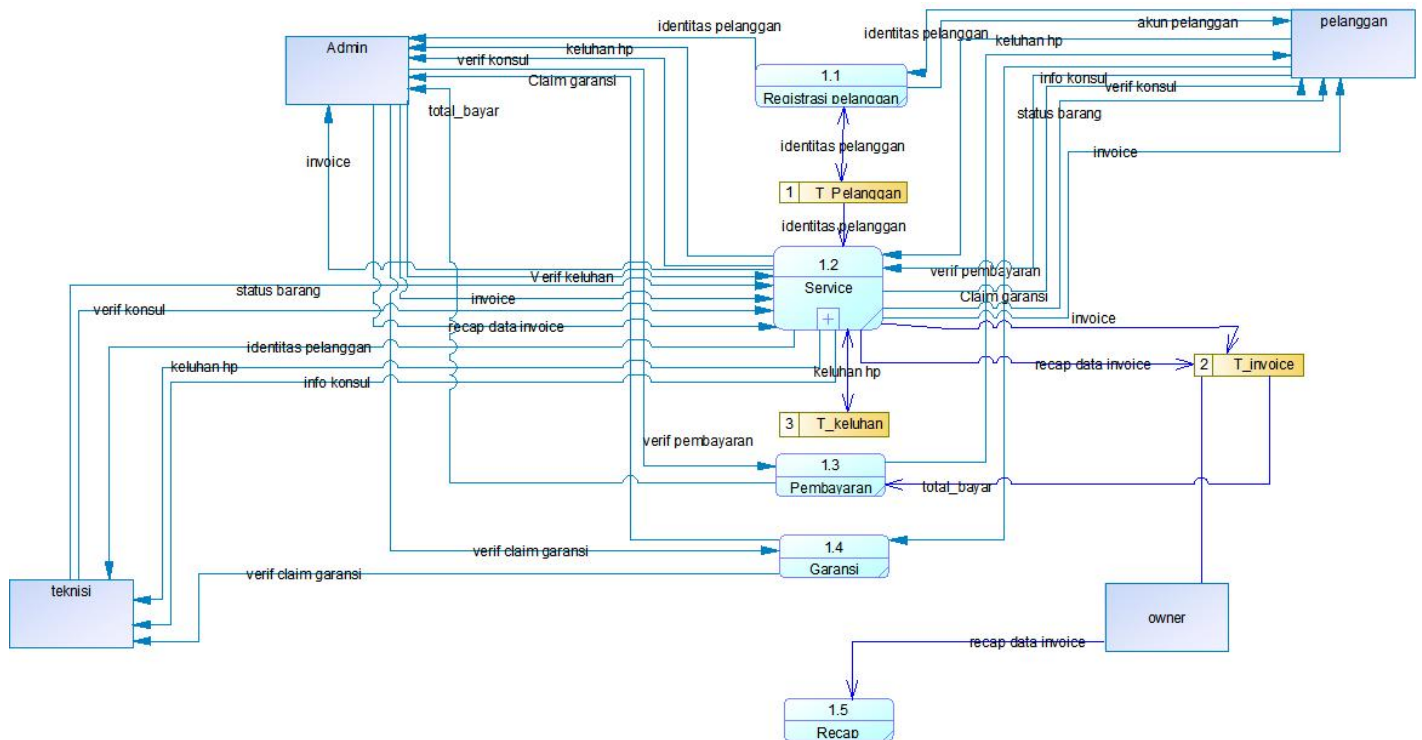 identitas pelanggan
akun pelanggan
pelanggan
identitas pelanggan
Admin
keluhan hp
keluhan hp
verif konsul
1.1
Registrasi pelanggan
Claim garansi
info konsul
verif konsul
total_bayar
status barang
invoice
identitas pelanggan
invoice
1 T_Pelanggan
identitas pelanggan
1.2
Service
verif pembayaran
Verif keluhan
status barang
invoice
Claim garansi
verif konsul
recap data invoice
invoice
identitas pelanggan
keluhan hp
keluhan hp
recap data invoice
2 T_invoice
info konsul
3 T_keluhan
verif pembayaran
1.3
Pembayaran
total_bayar
1.4
Garansi
verif claim garansi
verif claim garansi
teknisi
owner
recap data invoice
1.5
Recap